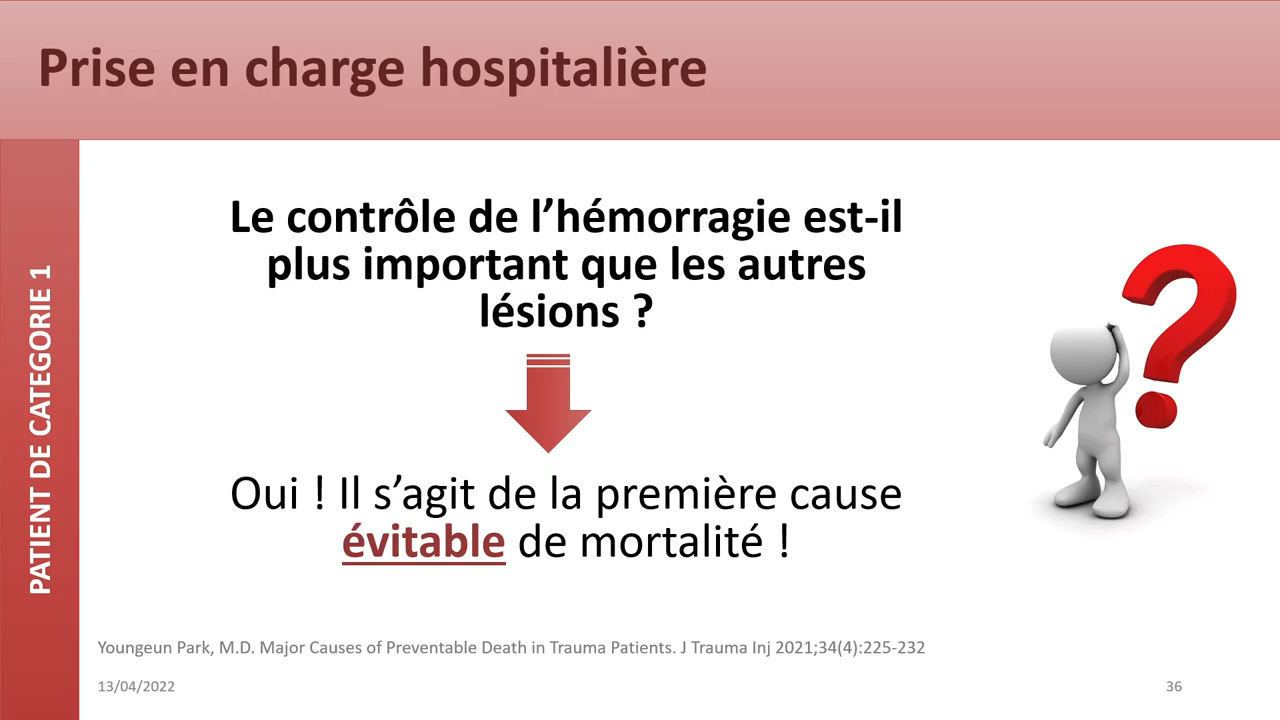 Prise en charge hospitalière
PATIENT DE CATEGORIE 1
Le contrôle de l’hémorragie est-il
plus important que les autres
lésions ?
Oui ! Il s’agit de la première cause
évitable de mortalité !
Youngeun Park, M.D. Major Causes of Preventable Death in Trauma Patients. J Trauma Inj 2021;34(4):225-232
13/04/2022
36